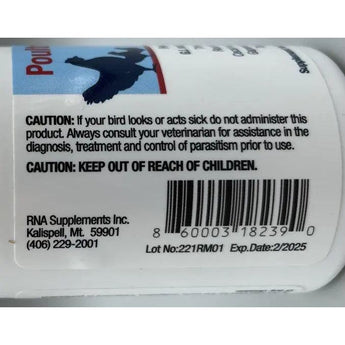 Poult
Supplement
CAUTION: If your bird looks or acts sick do not administer this
product. Always consult your veterinarian for assistance in the
diagnosis, treatment and control of parasitism prior to use.
CAUTION: KEEP OUT OF REACH OF CHILDREN.
RNA Supplements Inc.
Kalispell, Mt. 59901
(406) 229-2001
8 60003 18239 0
Lot No:221RM01 Exp.Date:2/2025